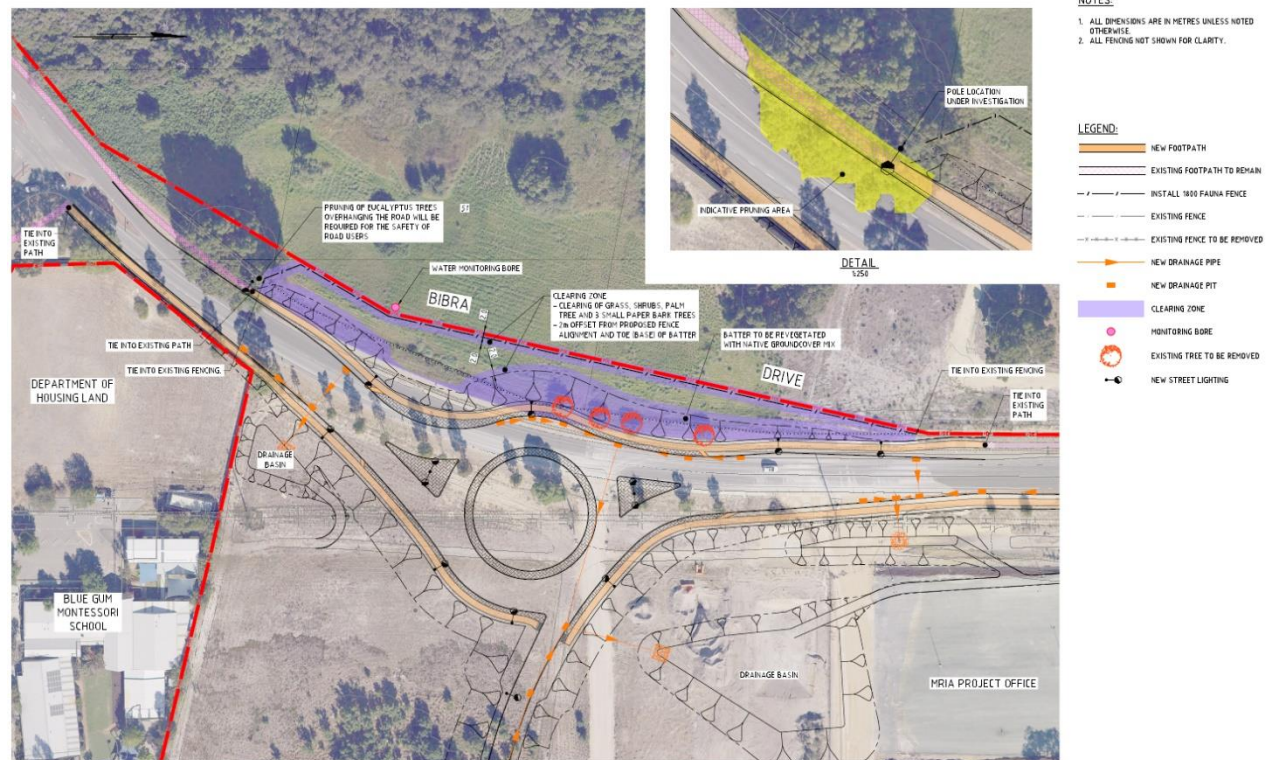 NOTES:
1. ALL DIMENSIONS ARE IN METRES UNLESS NOTED
OTHERWISE.
2. ALL FENCING NOT SHOWN FOR CLARITY.
POLE LOCATION
UNDER INVESTIGATION
INDICATIVE PRUNING AREA
DETAIL
1:250
LEGEND:
NEW FOOTPATH
EXISTING FOOTPATH TO REMAIN
INSTALL 1800 FAUNA FENCE
EXISTING FENCE
EXISTING FENCE TO BE REMOVED
NEW DRAINAGE PIPE
NEW DRAINAGE PIT
CLEARING ZONE
MONITORING BORE
EXISTING TREE TO BE REMOVED
NEW STREET LIGHTING
PRUNING OF EUCALYPTUS TREES
OVERHANGING THE ROAD WILL BE
REQUIRED FOR THE SAFETY OF
ROAD USERS
TIE INTO
EXISTING
PATH
WATER MONITORING BORE
BIBRA
CLEARING ZONE
- CLEARING OF GRASS, SHRUBS, PALM
TREE AND 3 SMALL PAPER BARK TREES
- 2m OFFSET FROM PROPOSED FENCE
ALIGNMENT AND TOE (BASE) OF BATTER
BATTER TO BE REVEGETATED
WITH NATIVE GROUNDCOVER MIX
DRIVE
TIE INTO EXISTING PATH
TIE INTO EXISTING FENCING.
TIE INTO EXISTING FENCING
TIE INTO
EXISTING
PATH
DEPARTMENT OF
HOUSING LAND
DRAINAGE
BASIN
BLUE GUM
MONTESSORI
SCHOOL
DRAINAGE BASIN
MRIA PROJECT OFFICE